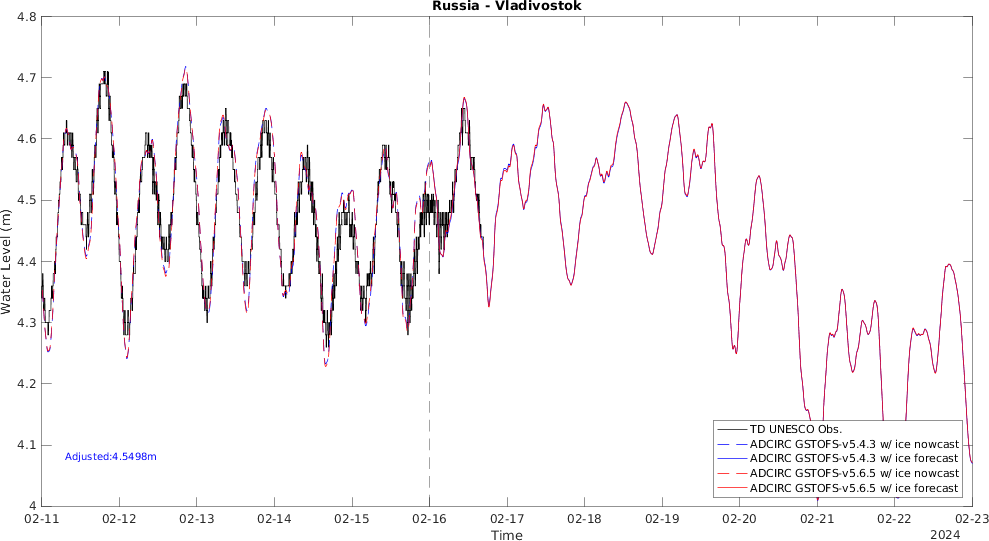 Russia - Vladivostok
4.8
4.7
4.6
4.5
4.4
4.3
4.2
4.1
4
Water Level (m)
Adjusted:4.5498m
TD UNESCO Obs.
ADCIRC GSTOFS-v5.4.3 w/ ice nowcast
ADCIRC GSTOFS-v5.4.3 w/ ice forecast
ADCIRC GSTOFS-v5.6.5 w/ ice nowcast
ADCIRC GSTOFS-v5.6.5 w/ ice forecast
02-11 02-12 02-13 02-14 02-15 02-16 02-17 02-18 02-19 02-20 02-21 02-22 02-23
Time
2024